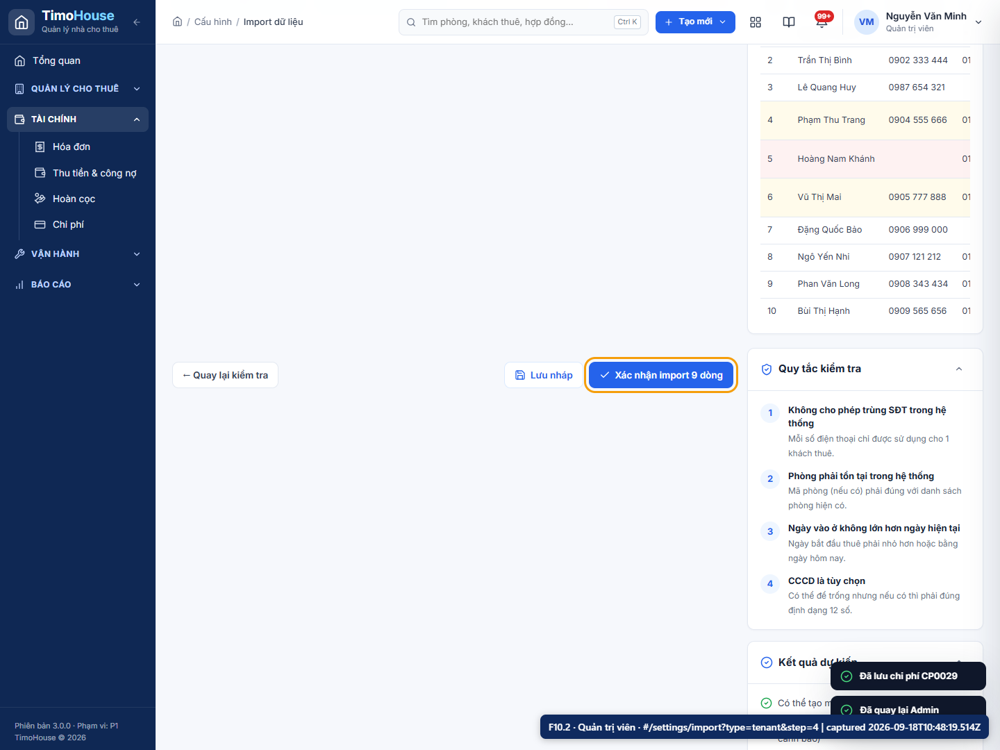 TimoHouse
Quản lý nhà cho thuê
Tổng quan
QUẢN LÝ CHO THUÊ
TÀI CHÍNH
Hóa đơn
Thu tiền & công nợ
Hoàn cọc
Chi phí
VẬN HÀNH
BÁO CÁO
Phiên bản 3.0.0 · Phạm vi: P1
TimoHouse © 2026
/ Cấu hình / Import dữ liệu
Tìm phòng, khách thuê, hợp đồng...
Ctrl K
+ Tạo mới
99+
VM
Nguyễn Văn Minh
Quản trị viên
2 Trần Thị Bình 0902 333 444 01
3 Lê Quang Huy 0987 654 321
4 Phạm Thu Trang 0904 555 666 01
5 Hoàng Nam Khánh 01
6 Vũ Thị Mai 0905 777 888 01
7 Đặng Quốc Bảo 0906 999 000
8 Ngô Yến Nhi 0907 121 212 01
9 Phan Văn Long 0908 343 434 01
10 Bùi Thị Hạnh 0909 565 656 01
← Quay lại kiểm tra
Lưu nháp
Xác nhận import 9 dòng
Quy tắc kiểm tra
1 Không cho phép trùng SĐT trong hệ
thống
Mỗi số điện thoại chỉ được sử dụng cho 1
khách thuê.
2 Phòng phải tồn tại trong hệ thống
Mã phòng (nếu có) phải đúng với danh sách
phòng hiện có.
3 Ngày vào ở không lớn hơn ngày hiện tại
Ngày bắt đầu thuê phải nhỏ hơn hoặc bằng
ngày hôm nay.
4 CCCD là tùy chọn
Có thể để trống nhưng nếu có thì phải đúng
định dạng 12 số.
Kết quả dự kiến
Đã lưu chi phí CP0029
Có thể tạo
Đã quay lại Admin
F10.2 · Quản trị viên · #/settings/import?type=tenant&step=4 | captured 2026-09-18T10:48:19.514Z